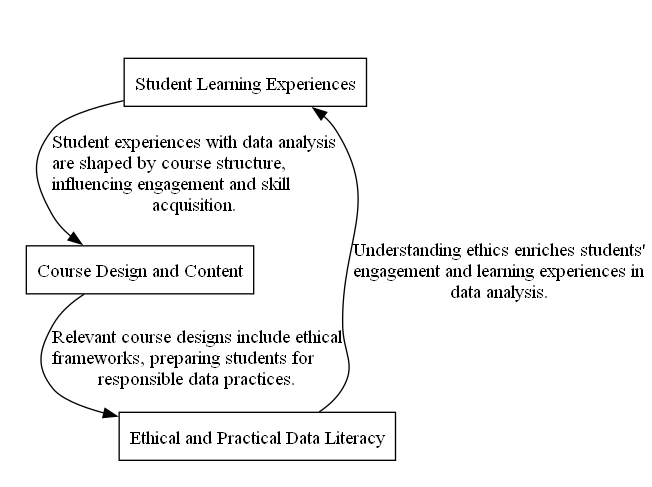 Student Learning Experiences
Student experiences with data analysis
are shaped by course structure,
influencing engagement and skill
acquisition.
Course Design and Content
Understanding ethics enriches students'
engagement and learning experiences in
data analysis.
Relevant course designs include ethical
frameworks, preparing students for
responsible data practices.
Ethical and Practical Data Literacy